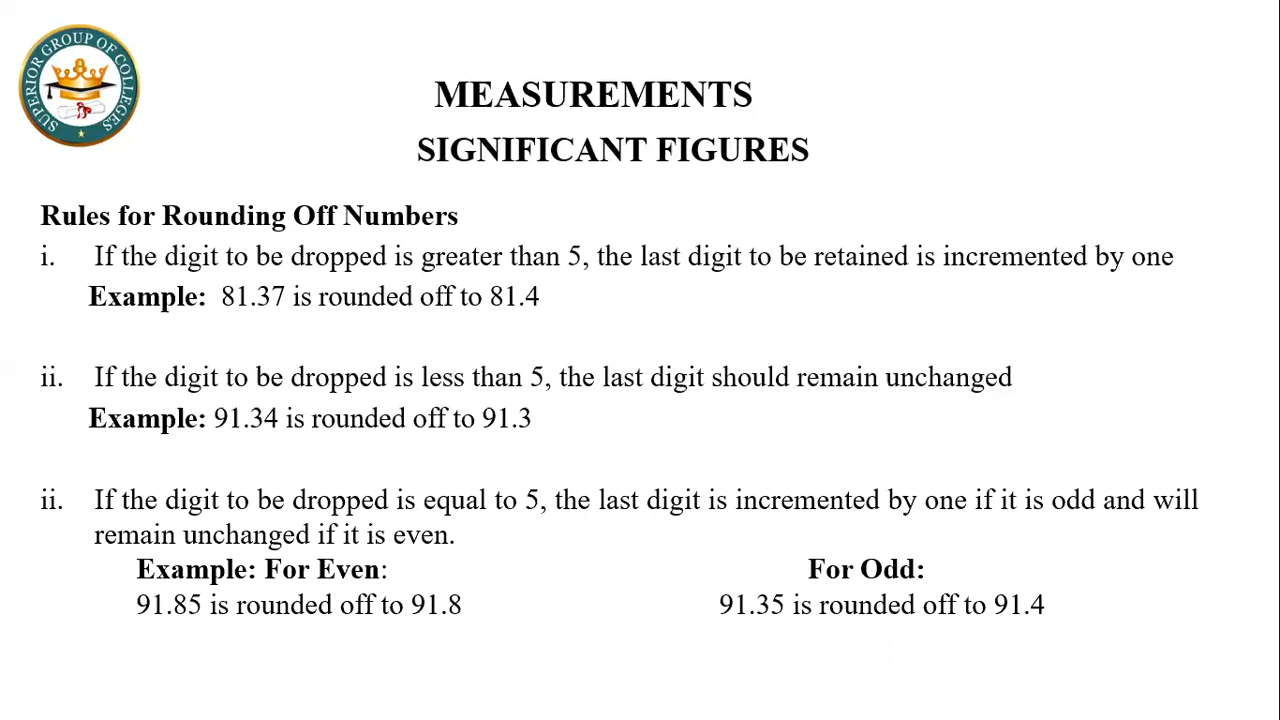 SUPERIOR GROUP OF COLLEGES
MEASUREMENTS
SIGNIFICANT FIGURES
Rules for Rounding Off Numbers
i. If the digit to be dropped is greater than 5, the last digit to be retained is incremented by one
Example: 81.37 is rounded off to 81.4
ii. If the digit to be dropped is less than 5, the last digit should remain unchanged
Example: 91.34 is rounded off to 91.3
ii. If the digit to be dropped is equal to 5, the last digit is incremented by one if it is odd and will
remain unchanged if it is even.
Example: For Even: For Odd:
91.85 is rounded off to 91.8 91.35 is rounded off to 91.4